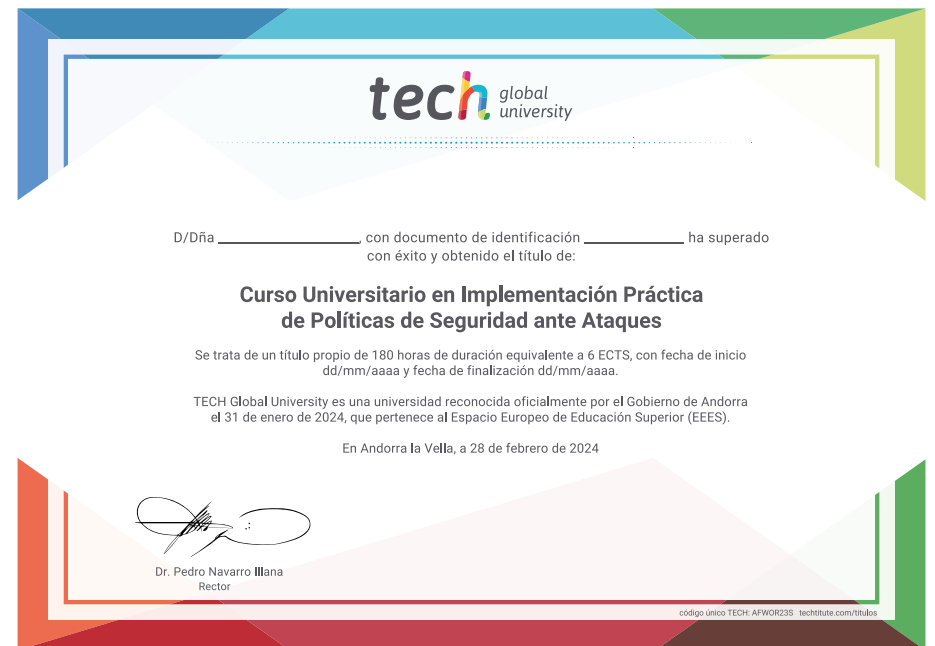 tech global
university
D/Dña ____________________, con documento de identificación ______________ ha superado
con éxito y obtenido el título de:
Curso Universitario en Implementación Práctica
de Políticas de Seguridad ante Ataques
Se trata de un título propio de 180 horas de duración equivalente a 6 ECTS, con fecha de inicio
dd/mm/aaaa y fecha de finalización dd/mm/aaaa.
TECH Global University es una universidad reconocida oficialmente por el Gobierno de Andorra
el 31 de enero de 2024, que pertenece al Espacio Europeo de Educación Superior (EEES).
En Andorra la Vella, a 28 de febrero de 2024
Dr. Pedro Navarro Illana
Rector
código único TECH: AFWOR23S techtitute.com/titulos